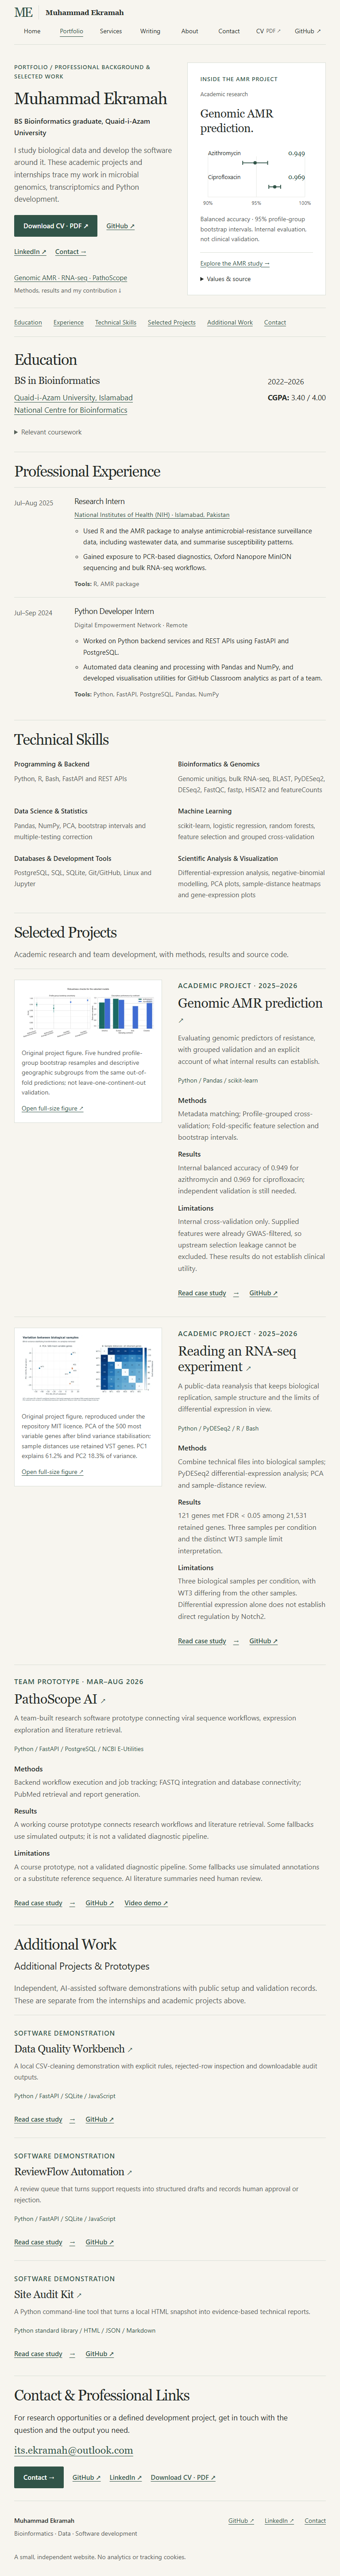 ME Muhammad Ekramah
Home Portfolio Services Writing About Contact CV PDF ↗ GitHub ↗
PORTFOLIO / PROFESSIONAL BACKGROUND &
SELECTED WORK
Muhammad Ekramah
BS Bioinformatics graduate, Quaid-i-Azam
University
I study biological data and develop the software
around it. These academic projects and
internships trace my work in microbial
genomics, transcriptomics and Python
development.
Download CV · PDF ↗ GitHub ↗
LinkedIn ↗ Contact →
Genomic AMR · RNA-seq · PathoScope
Methods, results and my contribution ↓
INSIDE THE AMR PROJECT
Academic research
Genomic AMR
prediction.
Azithromycin 0.949
Ciprofloxacin 0.969
90% 95% 100%
Balanced accuracy · 95% profile-group
bootstrap intervals. Internal evaluation,
not clinical validation.
Explore the AMR study →
▶ Values & source
Education Experience Technical Skills Selected Projects Additional Work Contact
Education
BS in Bioinformatics 2022–2026
Quaid-i-Azam University, Islamabad CGPA: 3.40 / 4.00
National Centre for Bioinformatics
▶ Relevant coursework
Professional Experience
Jul–Aug 2025 Research Intern
National Institutes of Health (NIH) · Islamabad, Pakistan
Used R and the AMR package to analyse antimicrobial-resistance surveillance
data, including wastewater data, and summarise susceptibility patterns.
Gained exposure to PCR-based diagnostics, Oxford Nanopore MinION
sequencing and bulk RNA-seq workflows.
Tools: R, AMR package
Jul–Sep 2024 Python Developer Intern
Digital Empowerment Network · Remote
Worked on Python backend services and REST APIs using FastAPI and
PostgreSQL.
Automated data cleaning and processing with Pandas and NumPy, and
developed visualisation utilities for GitHub Classroom analytics as part of a team.
Tools: Python, FastAPI, PostgreSQL, Pandas, NumPy
Technical Skills
Programming & Backend
Python, R, Bash, FastAPI and REST APIs
Bioinformatics & Genomics
Genomic unitigs, bulk RNA-seq, BLAST, PyDESeq2,
DESeq2, FastQC, fastp, HISAT2 and featureCounts
Data Science & Statistics
Pandas, NumPy, PCA, bootstrap intervals and
multiple-testing correction
Machine Learning
scikit-learn, logistic regression, random forests,
feature selection and grouped cross-validation
Databases & Development Tools
PostgreSQL, SQL, SQLite, Git/GitHub, Linux and
Jupyter
Scientific Analysis & Visualization
Differential-expression analysis, negative-binomial
modelling, PCA plots, sample-distance heatmaps
and gene-expression plots
Selected Projects
Academic research and team development, with methods, results and source code.
Original project figure. Five hundred profile-
group bootstrap resamples and descriptive
geographic subgroups from the same out-of-
fold predictions; not leave-one-continent-out
validation.
Open full-size figure ↗
ACADEMIC PROJECT · 2025–2026
Genomic AMR prediction
↗
Evaluating genomic predictors of resistance,
with grouped validation and an explicit
account of what internal results can establish.
Python / Pandas / scikit-learn
Methods
Metadata matching; Profile-grouped cross-
validation; Fold-specific feature selection and
bootstrap intervals.
Results
Internal balanced accuracy of 0.949 for
azithromycin and 0.969 for ciprofloxacin;
independent validation is still needed.
Limitations
Internal cross-validation only. Supplied
features were already GWAS-filtered, so
upstream selection leakage cannot be
excluded. These results do not establish clinical
utility.
Read case study → GitHub ↗
Variation between biological samples
Original project figure, reproduced under the
repository MIT licence. PCA of the 500 most
variable genes after blind variance stabilisation;
sample distances use retained VST genes. PC1
explains 61.2% and PC2 18.3% of variance.
Open full-size figure ↗
ACADEMIC PROJECT · 2025–2026
Reading an RNA-seq
experiment ↗
A public-data reanalysis that keeps biological
replication, sample structure and the limits of
differential expression in view.
Python / PyDESeq2 / R / Bash
Methods
Combine technical files into biological samples;
PyDESeq2 differential-expression analysis; PCA
and sample-distance review.
Results
121 genes met FDR < 0.05 among 21,531
retained genes. Three samples per condition
and the distinct WT3 sample limit
interpretation.
Limitations
Three biological samples per condition, with
WT3 differing from the other samples.
Differential expression alone does not establish
direct regulation by Notch2.
Read case study → GitHub ↗
TEAM PROTOTYPE · MAR–AUG 2026
PathoScope AI ↗
A team-built research software prototype connecting viral sequence workflows, expression
exploration and literature retrieval.
Python / FastAPI / PostgreSQL / NCBI E-Utilities
Methods
Backend workflow execution and job tracking; FASTQ integration and database connectivity;
PubMed retrieval and report generation.
Results
A working course prototype connects research workflows and literature retrieval. Some fallbacks
use simulated outputs; it is not a validated diagnostic pipeline.
Limitations
A course prototype, not a validated diagnostic pipeline. Some fallbacks use simulated annotations
or a substitute reference sequence. AI literature summaries need human review.
Read case study → GitHub ↗ Video demo ↗
Additional Work
Additional Projects & Prototypes
Independent, AI-assisted software demonstrations with public setup and validation records.
These are separate from the internships and academic projects above.
SOFTWARE DEMONSTRATION
Data Quality Workbench ↗
A local CSV-cleaning demonstration with explicit rules, rejected-row inspection and downloadable audit
outputs.
Python / FastAPI / SQLite / JavaScript
Read case study → GitHub ↗
SOFTWARE DEMONSTRATION
ReviewFlow Automation ↗
A review queue that turns support requests into structured drafts and records human approval or
rejection.
Python / FastAPI / SQLite / JavaScript
Read case study → GitHub ↗
SOFTWARE DEMONSTRATION
Site Audit Kit ↗
A Python command-line tool that turns a local HTML snapshot into evidence-based technical reports.
Python standard library / HTML / JSON / Markdown
Read case study → GitHub ↗
Contact & Professional Links
For research opportunities or a defined development project, get in touch with the
question and the output you need.
its.ekramah@outlook.com
Contact → GitHub ↗ LinkedIn ↗ Download CV · PDF ↗
Muhammad Ekramah GitHub ↗ LinkedIn ↗ Contact
Bioinformatics · Data · Software development
A small, independent website. No analytics or tracking cookies.